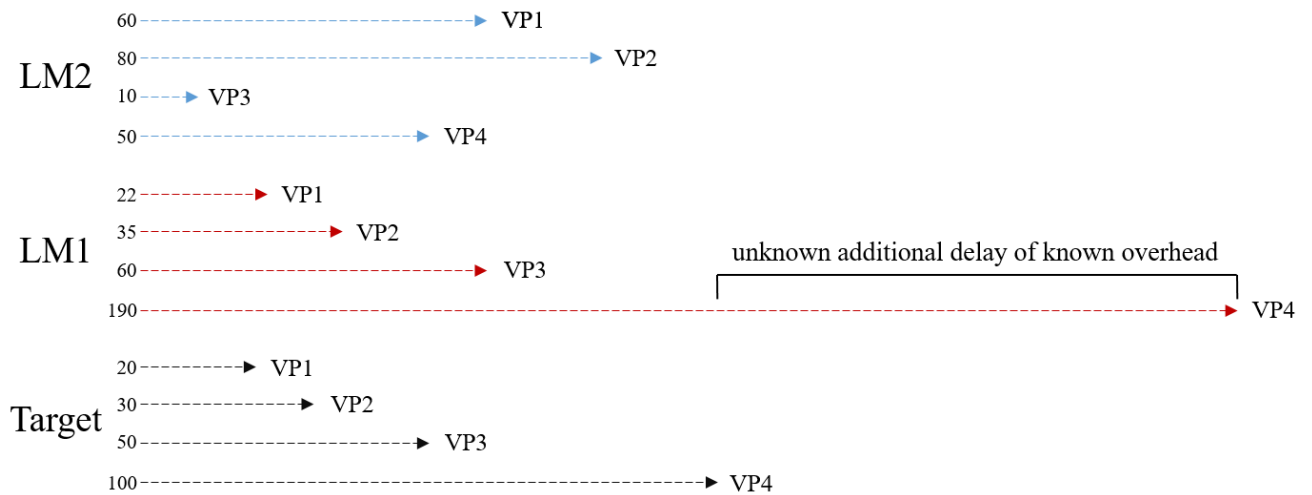 LM2
60 VP1
80 VP2
10 VP3
50 VP4
LM1
22 VP1
35 VP2
60 VP3
unknown additional delay of known overhead
190 VP4
Target
20 VP1
30 VP2
50 VP3
100 VP4